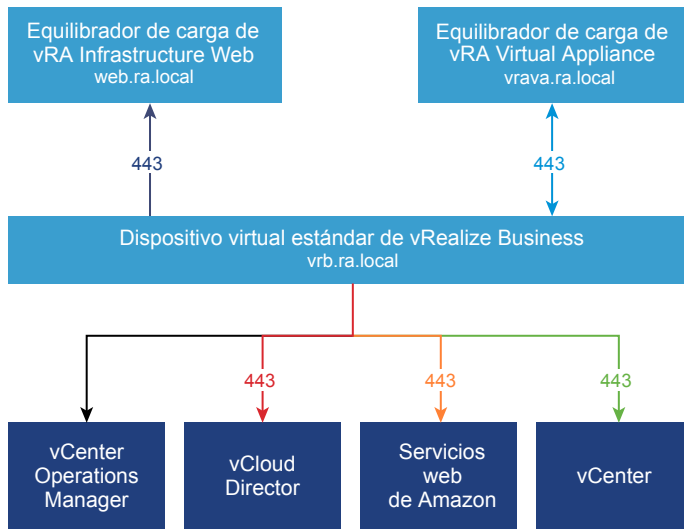 Equilibrador de carga de
vRA Infrastructure Web
web.ra.local
Equilibrador de carga de
vRA Virtual Appliance
vrava.ra.local
443
443
Dispositivo virtual estándar de vRealize Business
vrb.ra.local
443
443
443
vCenter
Operations
Manager
vCloud
Director
Servicios
web
de Amazon
vCenter